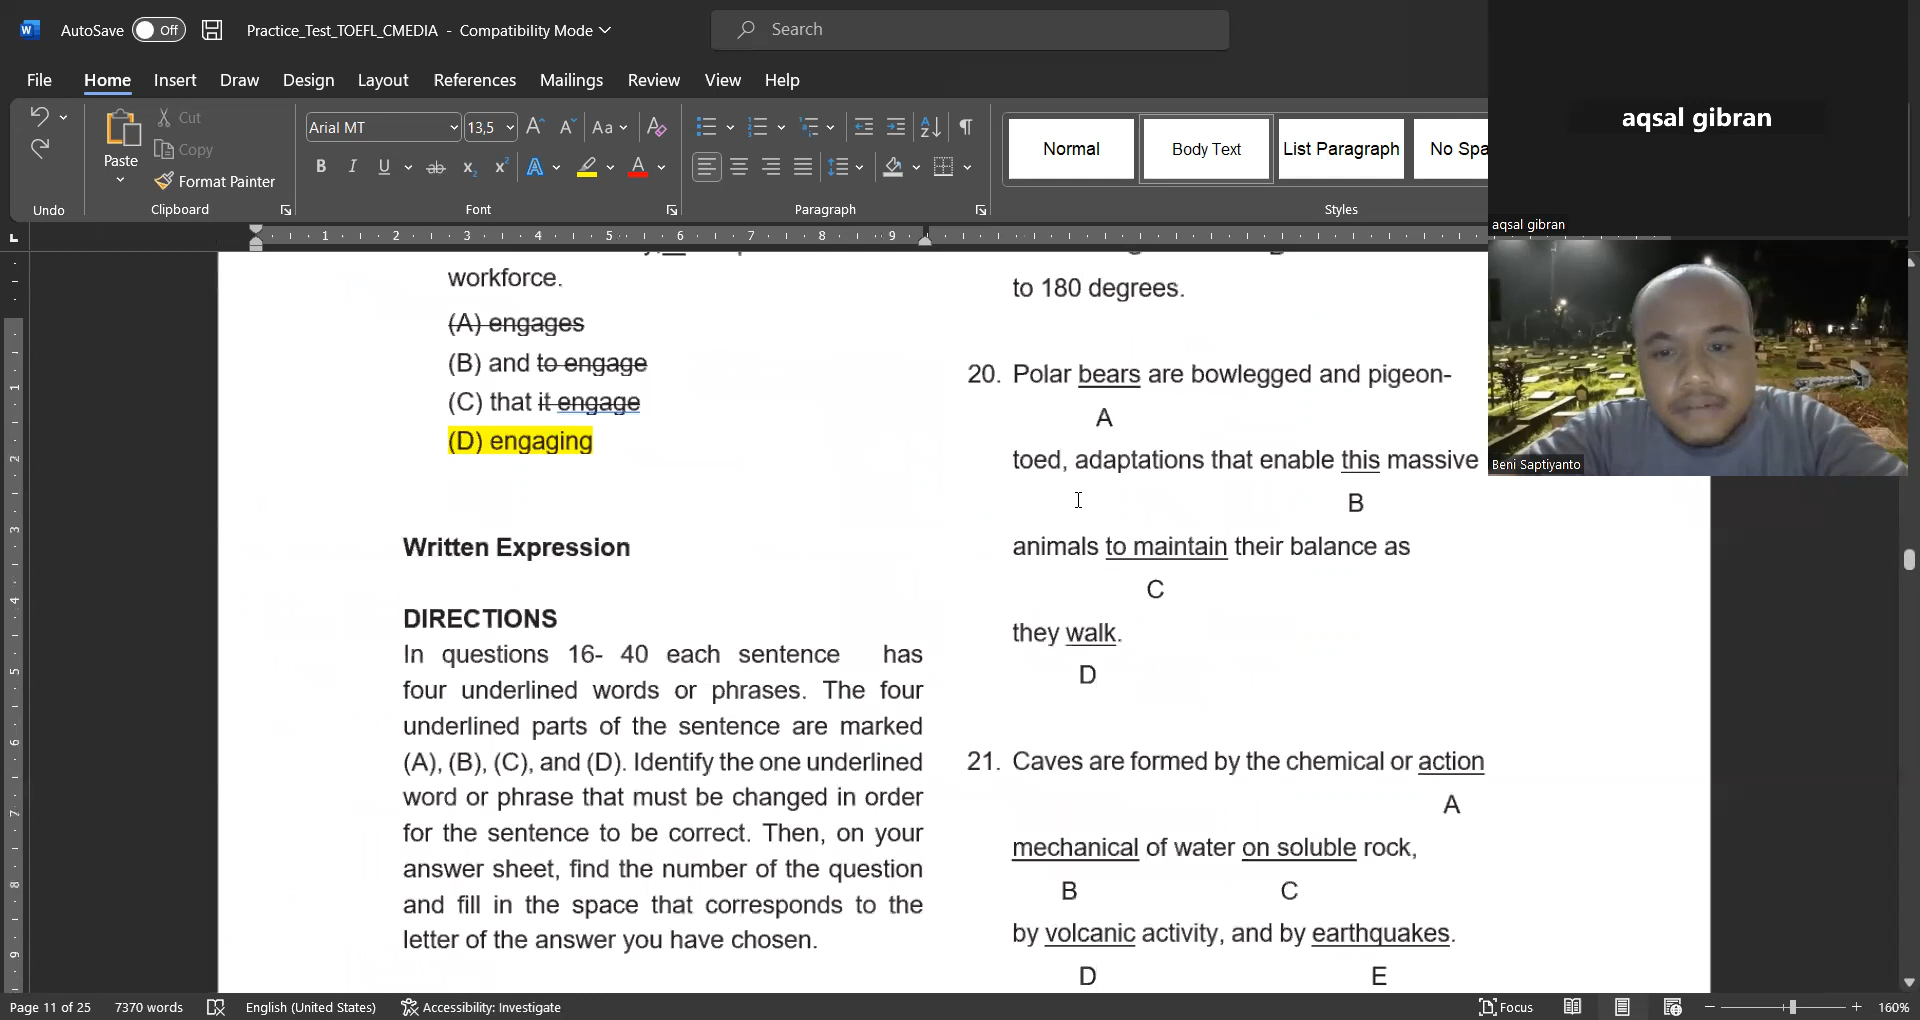 AutoSave Off Practice_Test_TOEFL_CMEDIA - Compatibility Mode Search
File Home Insert Draw Design Layout References Mailings Review View Help
Paste Cut Copy Format Painter
Arial MT 13,5
Normal Body Text List Paragraph No Spa
Undo Clipboard Font Paragraph Styles
aqsal gibran
aqsal gibran
Beni Saptiyanto
workforce.
(A) engages
(B) and to engage
(C) that it engage
(D) engaging
Written Expression
DIRECTIONS
In questions 16- 40 each sentence has
four underlined words or phrases. The four
underlined parts of the sentence are marked
(A), (B), (C), and (D). Identify the one underlined
word or phrase that must be changed in order
for the sentence to be correct. Then, on your
answer sheet, find the number of the question
and fill in the space that corresponds to the
letter of the answer you have chosen.
to 180 degrees.
20. Polar bears are bowlegged and pigeon-
A
toed, adaptations that enable this massive
B
animals to maintain their balance as
C
they walk.
D
21. Caves are formed by the chemical or action
A
mechanical of water on soluble rock,
B C
by volcanic activity, and by earthquakes.
D E
Page 11 of 25 7370 words English (United States) Accessibility: Investigate Focus 160%